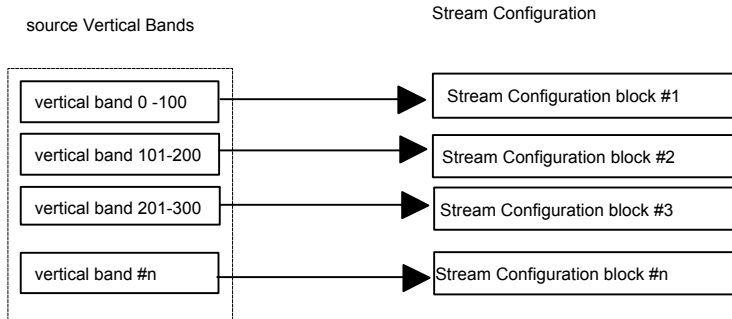 source Vertical Bands
Stream Configuration
vertical band 0 -100
Stream Configuration block #1
vertical band 101-200
Stream Configuration block #2
vertical band 201-300
Stream Configuration block #3
vertical band #n
Stream Configuration block #n